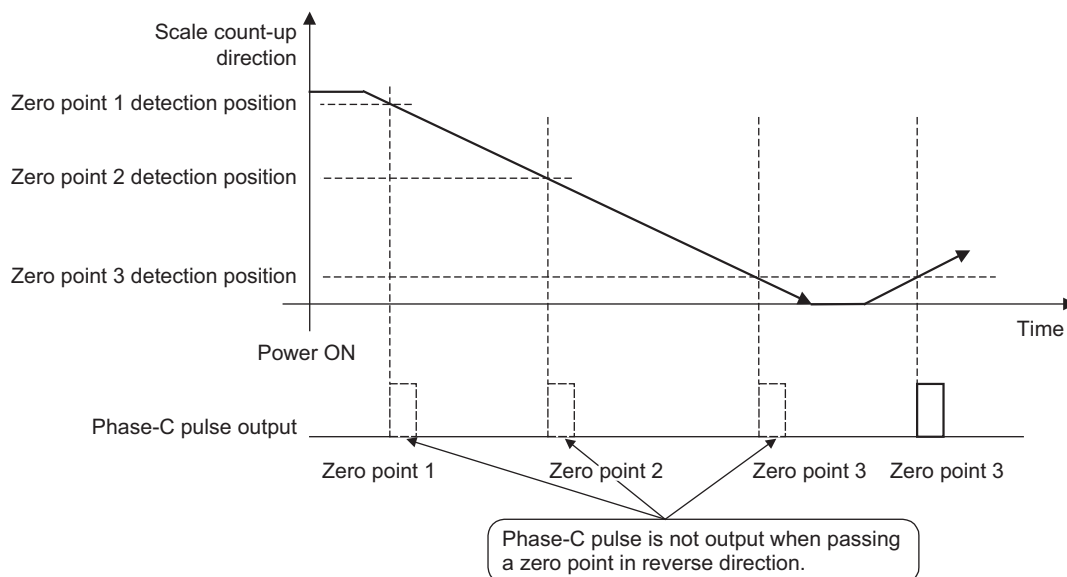 Scale count-up
direction
Zero point 1 detection position
Zero point 2 detection position
Zero point 3 detection position
Time
Power ON
Phase-C pulse output
Zero point 1
Zero point 2
Zero point 3
Zero point 3
Phase-C pulse is not output when passing
a zero point in reverse direction.